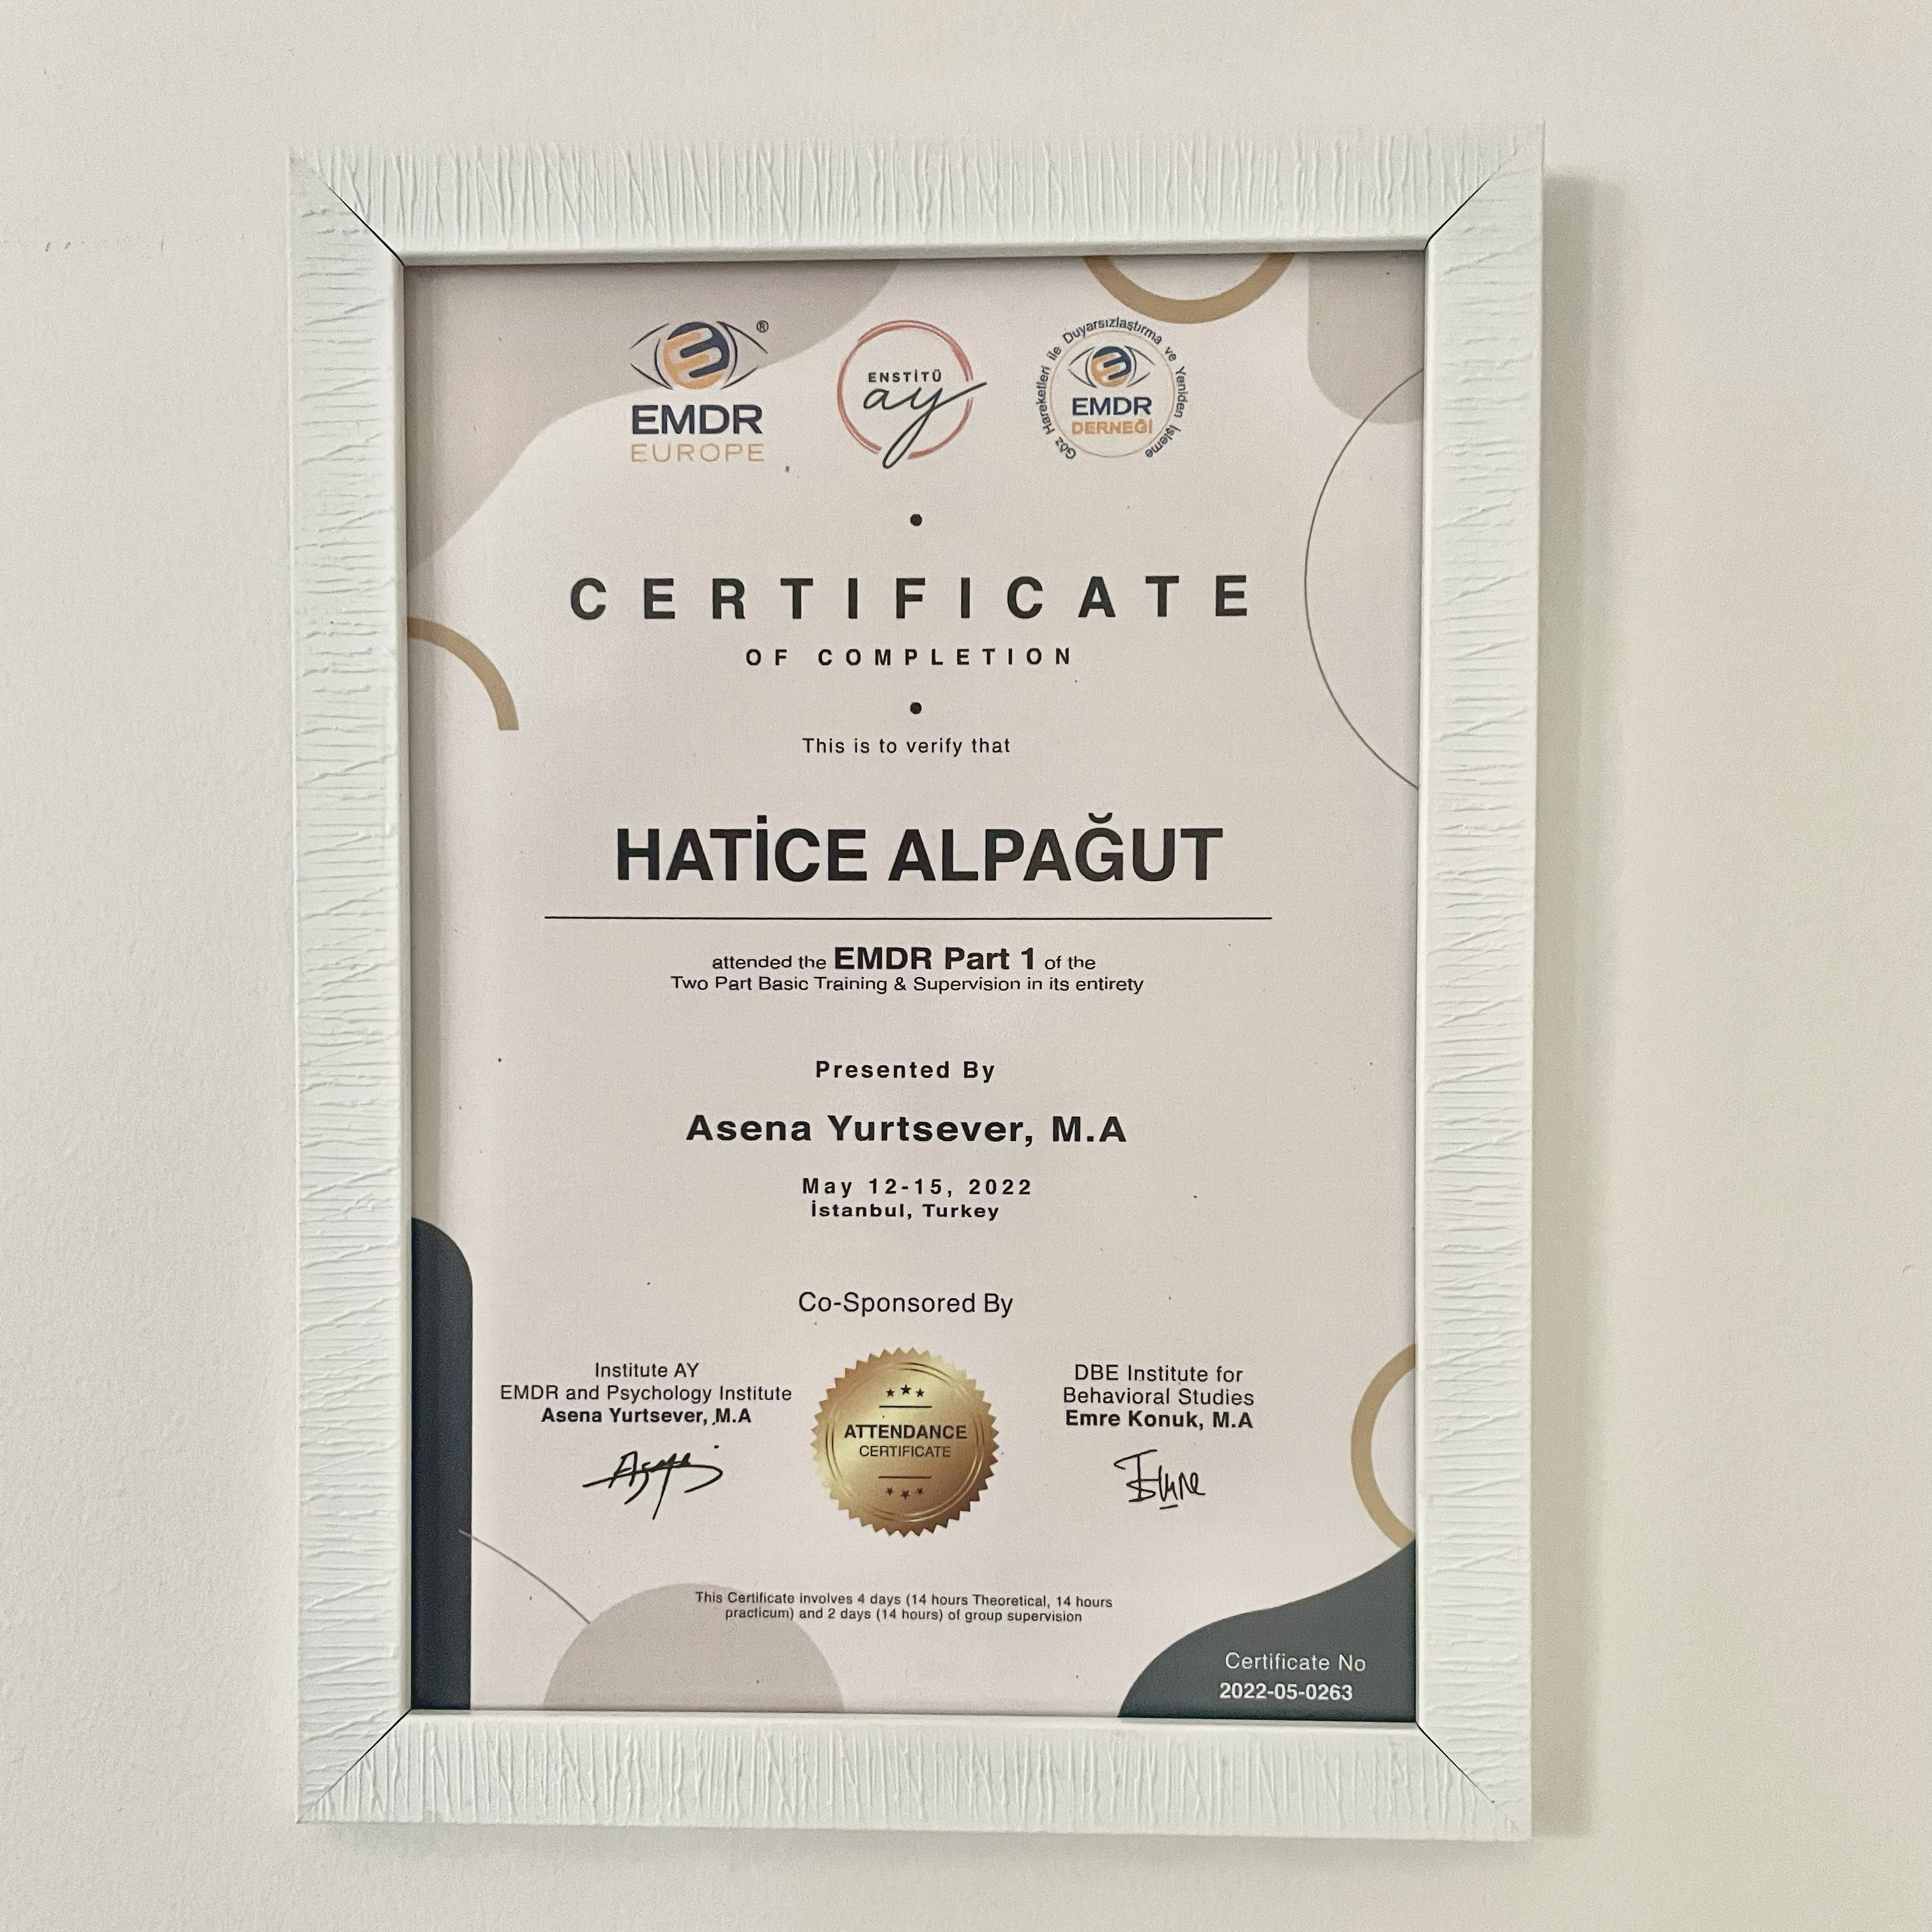 EMDR
EUROPE
®
ENSTİTÜ
ay
Göz Hareketleri ile Duyarsızlaştırma ve Yeniden İşleme
EMDR
DERNEĞİ
CERTIFICATE
OF COMPLETION
This is to verify that
HATİCE ALPAĞUT
attended the EMDR Part 1 of the
Two Part Basic Training & Supervision in its entirety
Presented By
Asena Yurtsever, M.A
May 12-15, 2022
İstanbul, Turkey
Co-Sponsored By
Institute AY
EMDR and Psychology Institute
Asena Yurtsever, M.A
ATTENDANCE
CERTIFICATE
DBE Institute for
Behavioral Studies
Emre Konuk, M.A
This Certificate involves 4 days (14 hours Theoretical, 14 hours
practicum) and 2 days (14 hours) of group supervision
Certificate No
2022-05-0263